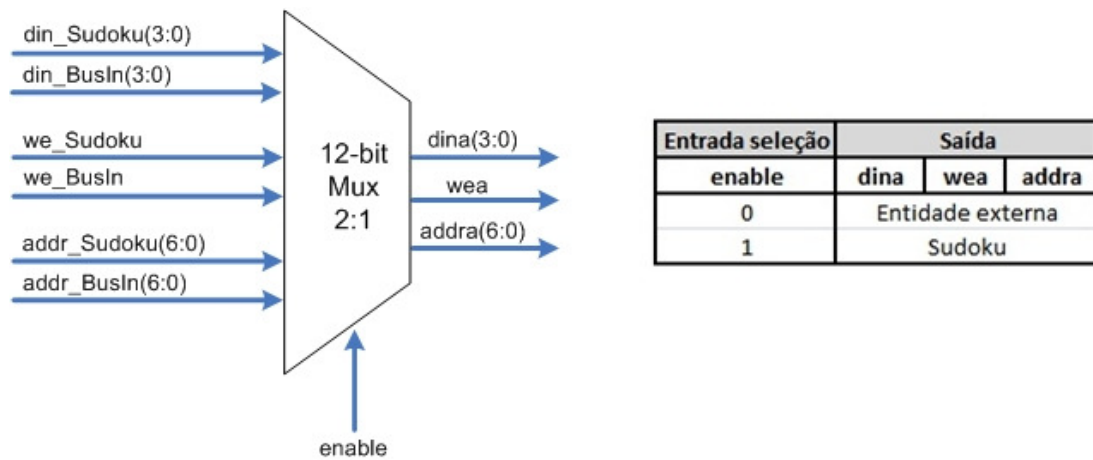 din_Sudoku(3:0)
din_BusIn(3:0)
we_Sudoku
we_BusIn
addr_Sudoku(6:0)
addr_BusIn(6:0)
12-bit
Mux
2:1
dina(3:0)
wea
addra(6:0)
enable
Entrada seleção Saída
enable dina wea addra
0 Entidade externa
1 Sudoku